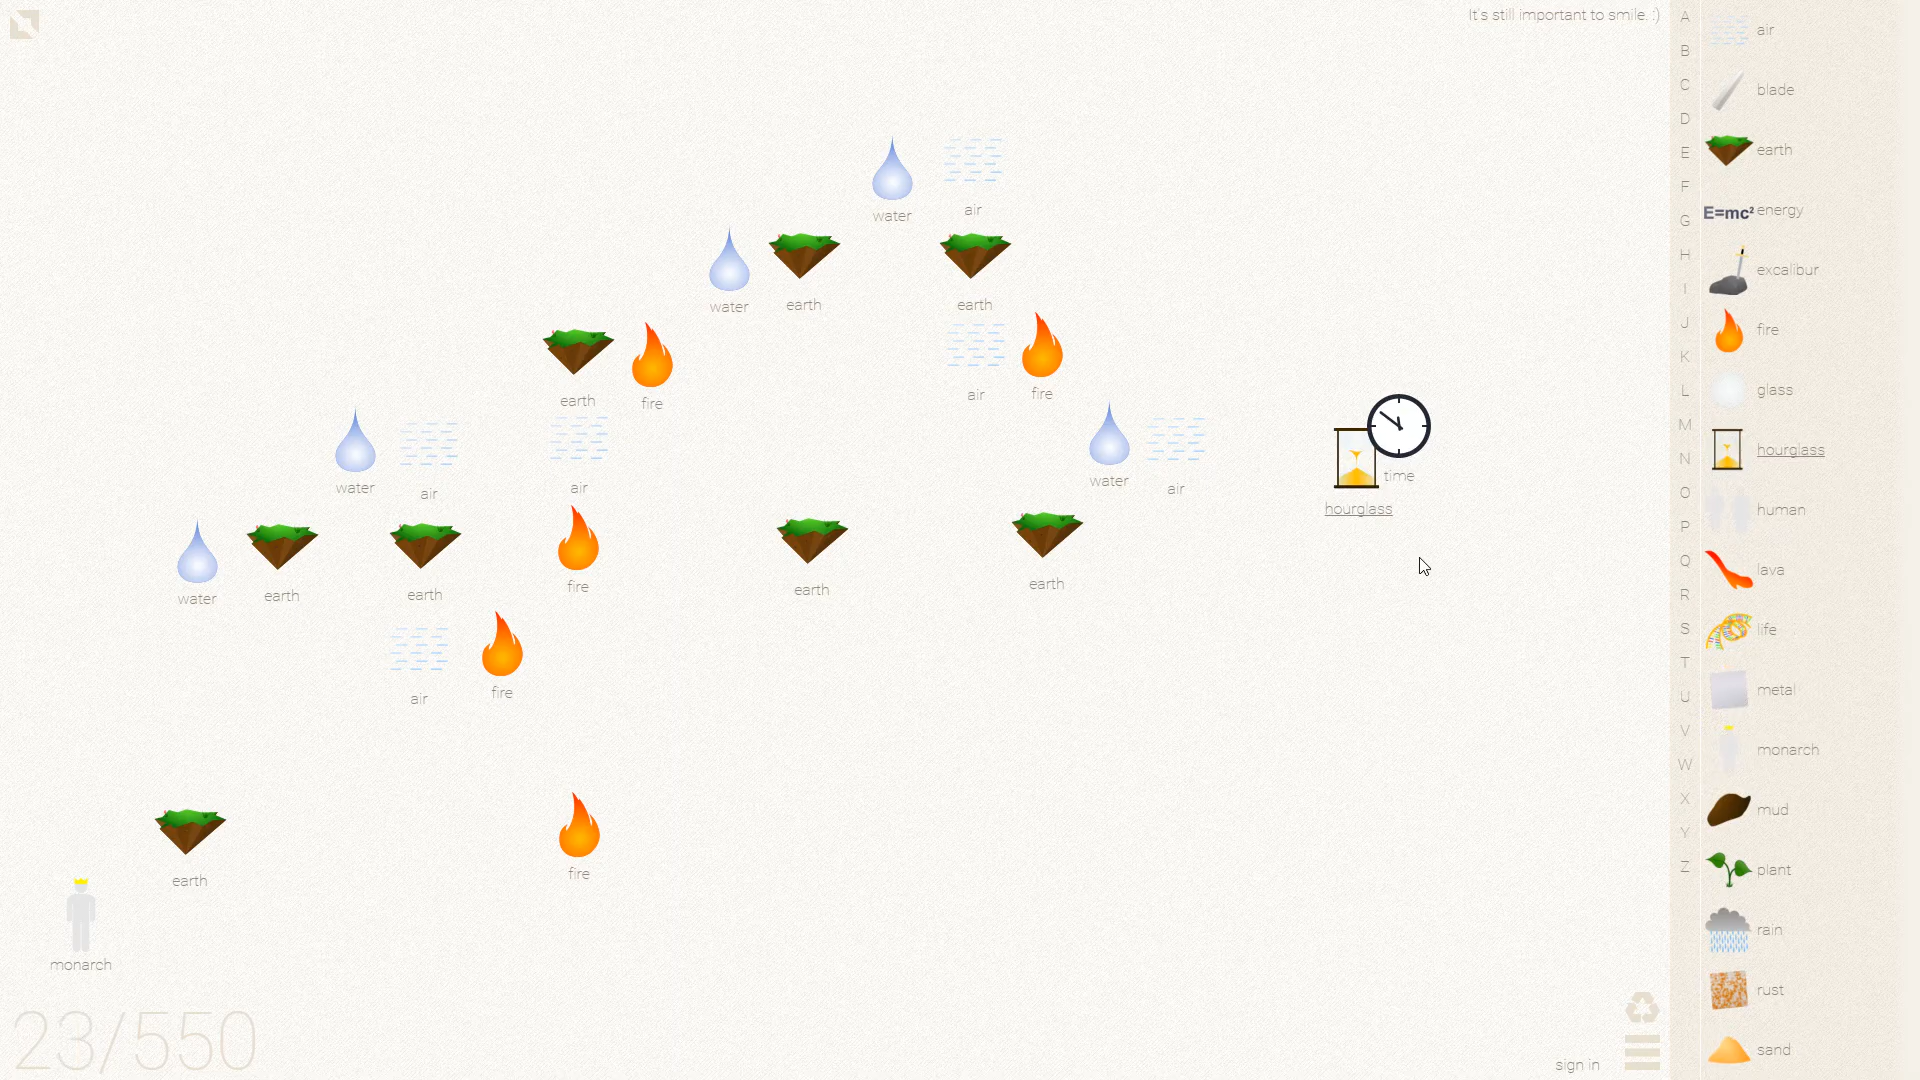 It's still important to smile. :)
water
air
water
earth
earth
earth
fire
air
fire
water
air
air
water
air
time
hourglass
water
earth
earth
fire
earth
earth
air
fire
earth
fire
monarch
23/550
sign in
A
B
C
D
E
F
G
H
I
J
K
L
M
N
O
P
Q
R
S
T
U
V
W
X
Y
Z
air
blade
earth
E=mc² energy
excalibur
fire
glass
hourglass
human
lava
life
metal
monarch
mud
plant
rain
rust
sand